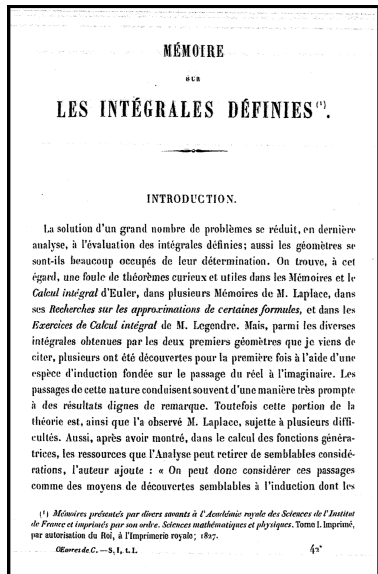 MÉMOIRE
SUR
LES INTÉGRALES DÉFINIES (¹).
INTRODUCTION.
La solution d'un grand nombre de problèmes se réduit, en dernière
analyse, à l'évaluation des intégrales définies; aussi les géomètres se
sont-ils beaucoup occupés de leur détermination. On trouve, à cet
égard, une foule de théorèmes curieux et utiles dans les Mémoires et le
Calcul intégral d'Euler, dans plusieurs Mémoires de M. Laplace, dans
ses Recherches sur les approximations de certaines formules, et dans les
Exercices de Calcul intégral de M. Legendre. Mais, parmi les diverses
intégrales obtenues par les deux premiers géomètres que je viens de
citer, plusieurs ont été découvertes pour la première fois à l'aide d'une
espèce d'induction fondée sur le passage du réel à l'imaginaire. Les
passages de cette nature conduisent souvent d'une manière très prompte
à des résultats dignes de remarque. Toutefois cette portion de la
théorie est, ainsi que l'a observé M. Laplace, sujette à plusieurs diffi-
cultés. Aussi, après avoir montré, dans le calcul des fonctions généra-
trices, les ressources que l'Analyse peut retirer de semblables considé-
rations, l'auteur ajoute : « On peut donc considérer ces passages
comme des moyens de découvertes semblables à l'induction dont les
(¹) Mémoires présentés par divers savants à l'Académie royale des Sciences de l'Institut
de France et imprimés par son ordre. Sciences mathématiques et physiques. Tome I. Imprimé,
par autorisation du Roi, à l'Imprimerie royale; 1827.
Œuvres de C. — S. I, t. I. 42*